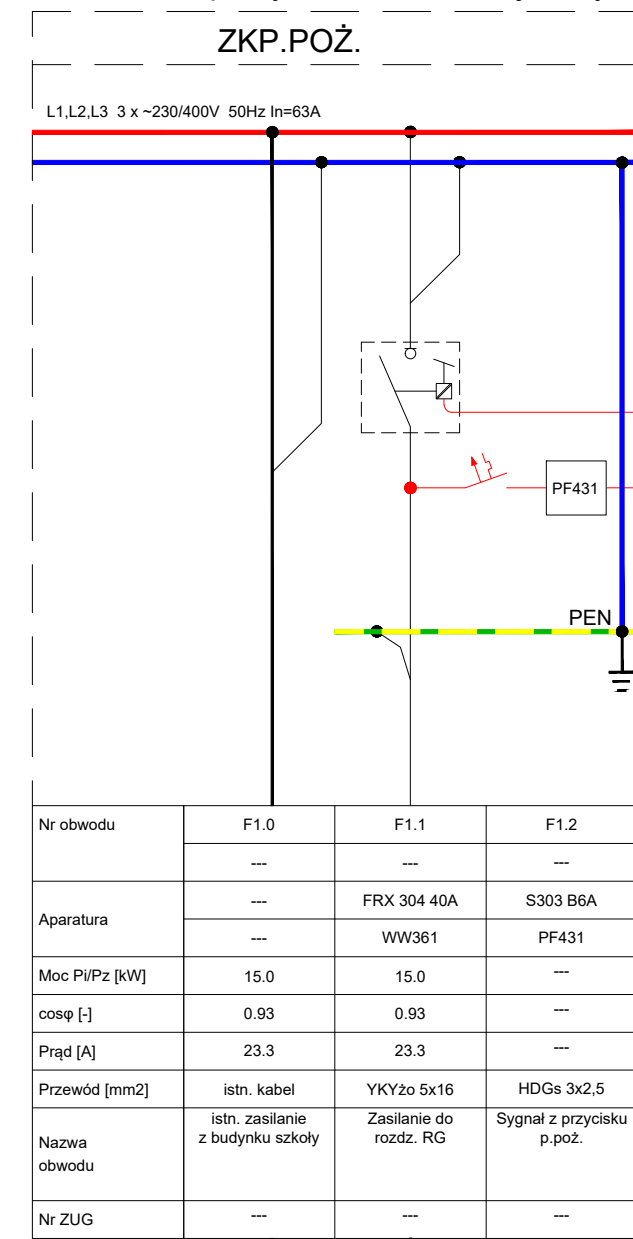 ZKP.POŻ.
L1,L2,L3 3 x ~230/400V 50Hz In=63A
PF431
PEN
Nr obwodu F1.0 F1.1 F1.2
--- --- ---
Aparatura --- FRX 304 40A S303 B6A
--- WW361 PF431
Moc Pi/Pz [kW] 15.0 15.0 ---
cosφ [-] 0.93 0.93 ---
Prąd [A] 23.3 23.3 ---
Przewód [mm2] istn. kabel YKYżo 5x16 HDGs 3x2,5
Nazwa obwodu istn. zasilanie z budynku szkoły Zasilanie do rozdz. RG Sygnał z przycisku p.poż.
Nr ZUG --- --- ---